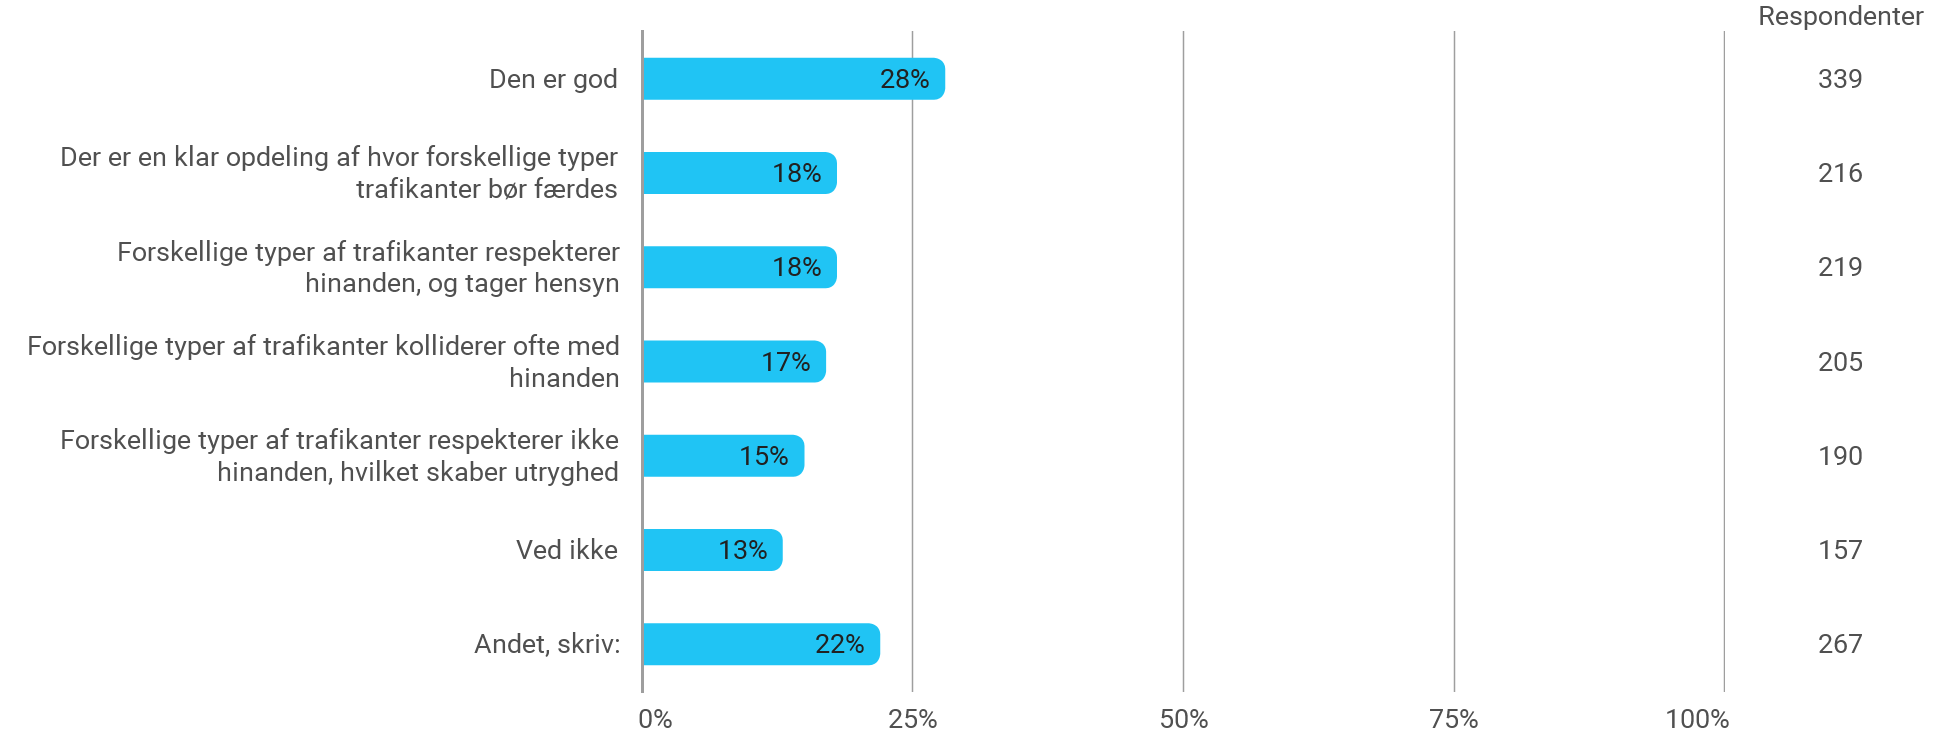 Respondenter
Den er god
28%
339
Der er en klar opdeling af hvor forskellige typer
trafikanter bør færdes
18%
216
Forskellige typer af trafikanter respekterer
hinanden, og tager hensyn
18%
219
Forskellige typer af trafikanter kolliderer ofte med
hinanden
17%
205
Forskellige typer af trafikanter respekterer ikke
hinanden, hvilket skaber utryghed
15%
190
Ved ikke
13%
157
Andet, skriv:
22%
267
0%
25%
50%
75%
100%